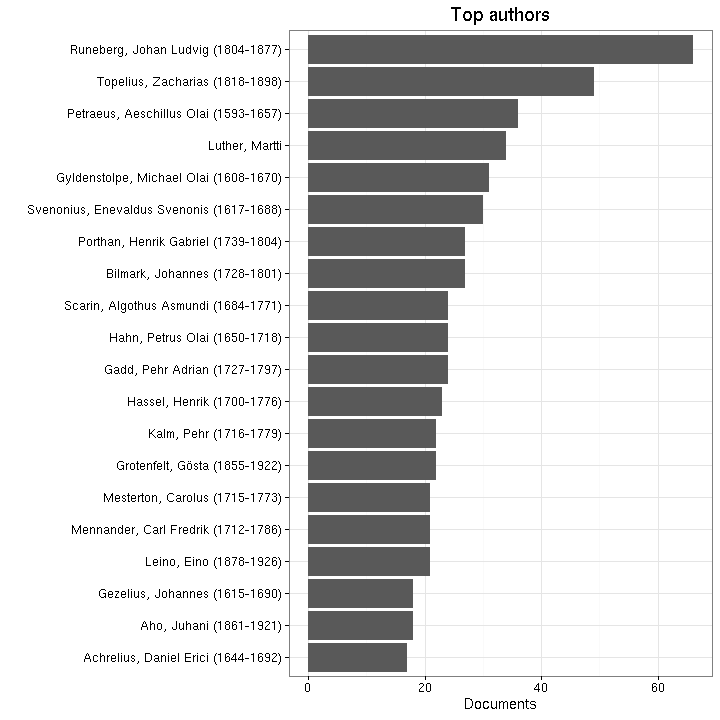 Top authors
Runeberg, Johan Ludvig (1804-1877)
Topelius, Zacharias (1818-1898)
Petraeus, Aeschillus Olai (1593-1657)
Luther, Martti
Gyldenstolpe, Michael Olai (1608-1670)
Svenonius, Enevaldus Svenonis (1617-1688)
Porthan, Henrik Gabriel (1739-1804)
Bilmark, Johannes (1728-1801)
Scarin, Algothus Asmundi (1684-1771)
Hahn, Petrus Olai (1650-1718)
Gadd, Pehr Adrian (1727-1797)
Hassel, Henrik (1700-1776)
Kalm, Pehr (1716-1779)
Grotenfelt, Gösta (1855-1922)
Mesterton, Carolus (1715-1773)
Mennander, Carl Fredrik (1712-1786)
Leino, Eino (1878-1926)
Gezelius, Johannes (1615-1690)
Aho, Juhani (1861-1921)
Achrelius, Daniel Erici (1644-1692)
0 20 40 60
Documents